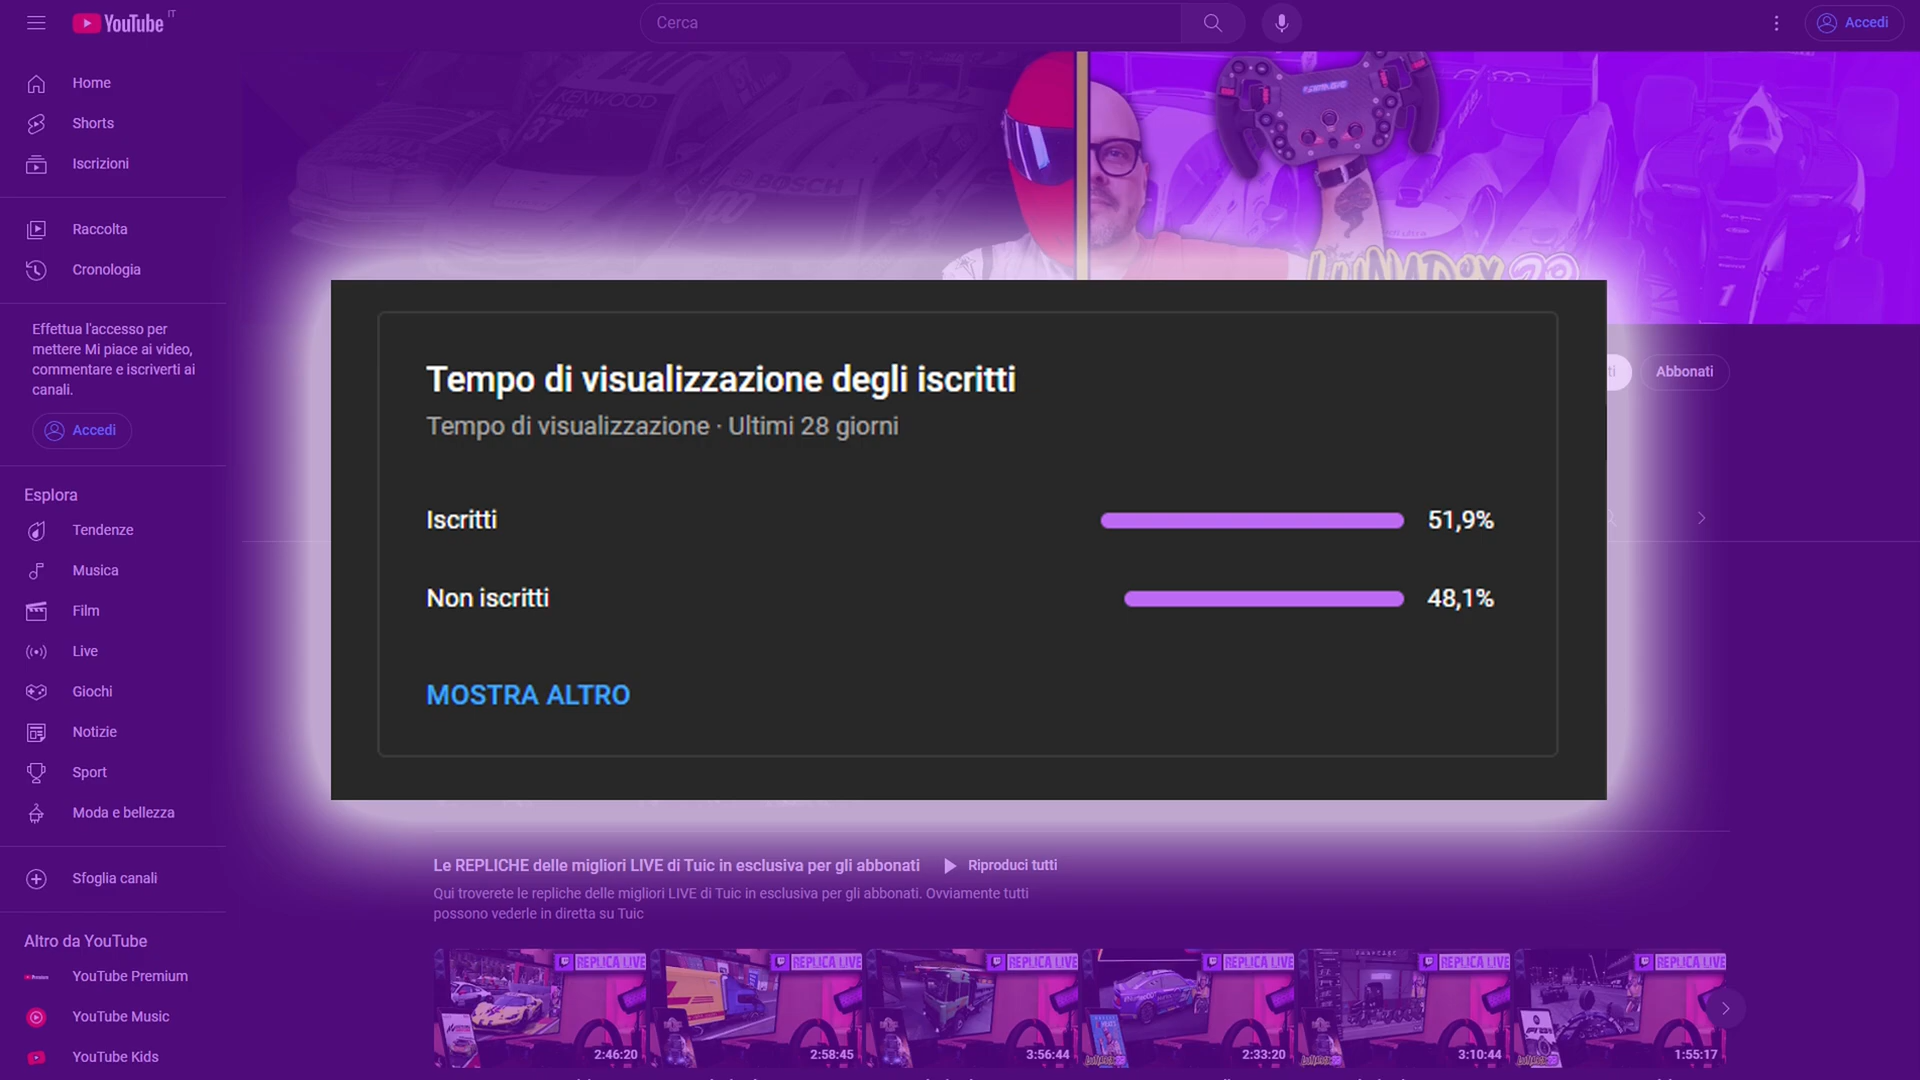 YouTube IT
Cerca
Accedi
Home
Shorts
Iscrizioni
Raccolta
Cronologia
Effettua l'accesso per
mettere Mi piace ai video,
commentare e iscriverti ai
canali.
Accedi
Esplora
Tendenze
Musica
Film
Live
Giochi
Notizie
Sport
Moda e bellezza
Sfoglia canali
Altro da YouTube
YouTube Premium
YouTube Music
YouTube Kids
KENWOOD
BOSCH
Abbonati
Tempo di visualizzazione degli iscritti
Tempo di visualizzazione · Ultimi 28 giorni
Iscritti 51,9%
Non iscritti 48,1%
MOSTRA ALTRO
Le REPLICHE delle migliori LIVE di Tuic in esclusiva per gli abbonati
Riproduci tutti
Qui troverete le repliche delle migliori LIVE di Tuic in esclusiva per gli abbonati. Ovviamente tutti
possono vederle in diretta su Tuic
REPLICA LIVE
2:46:20
REPLICA LIVE
2:58:45
REPLICA LIVE
3:56:44
REPLICA LIVE
2:33:20
REPLICA LIVE
3:10:44
REPLICA LIVE
1:55:17